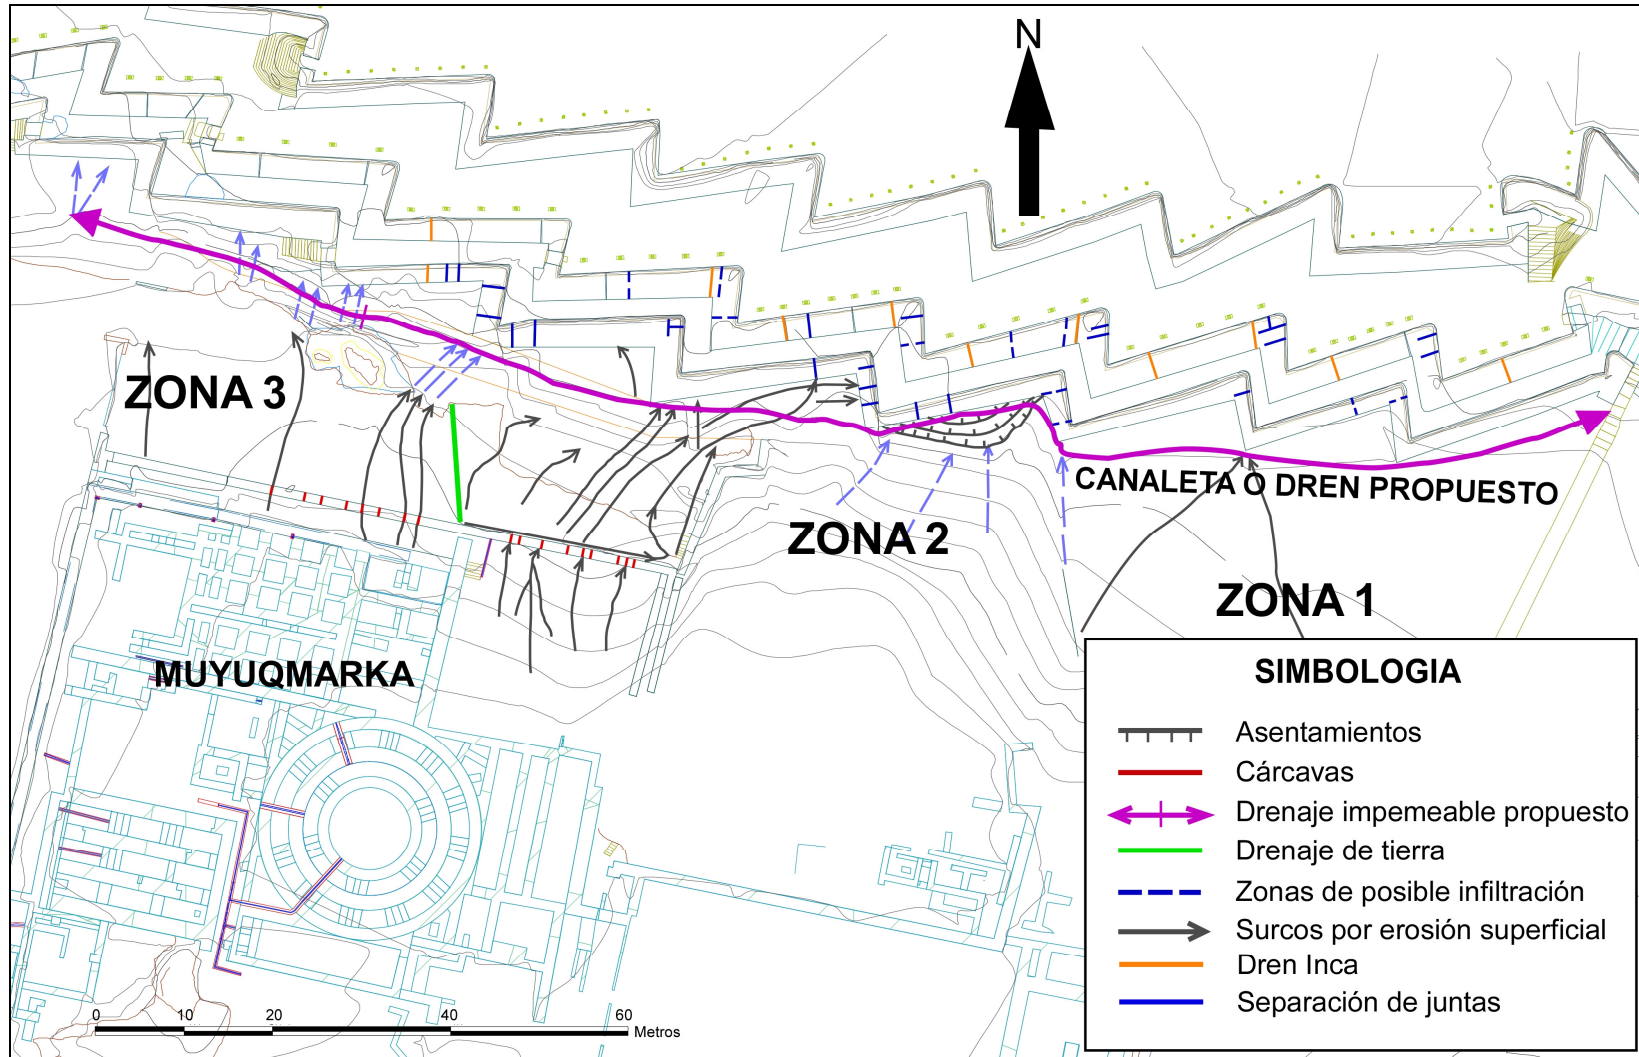 N
ZONA 3
CANALETA O DREN PROPUESTO
ZONA 2
ZONA 1
MUYUQMARKA
SIMBOLOGIA
Asentamientos
Cárcavas
Drenaje impemeable propuesto
Drenaje de tierra
Zonas de posible infiltración
Surcos por erosión superficial
Dren Inca
Separación de juntas
0 10 20 40 60
Metros